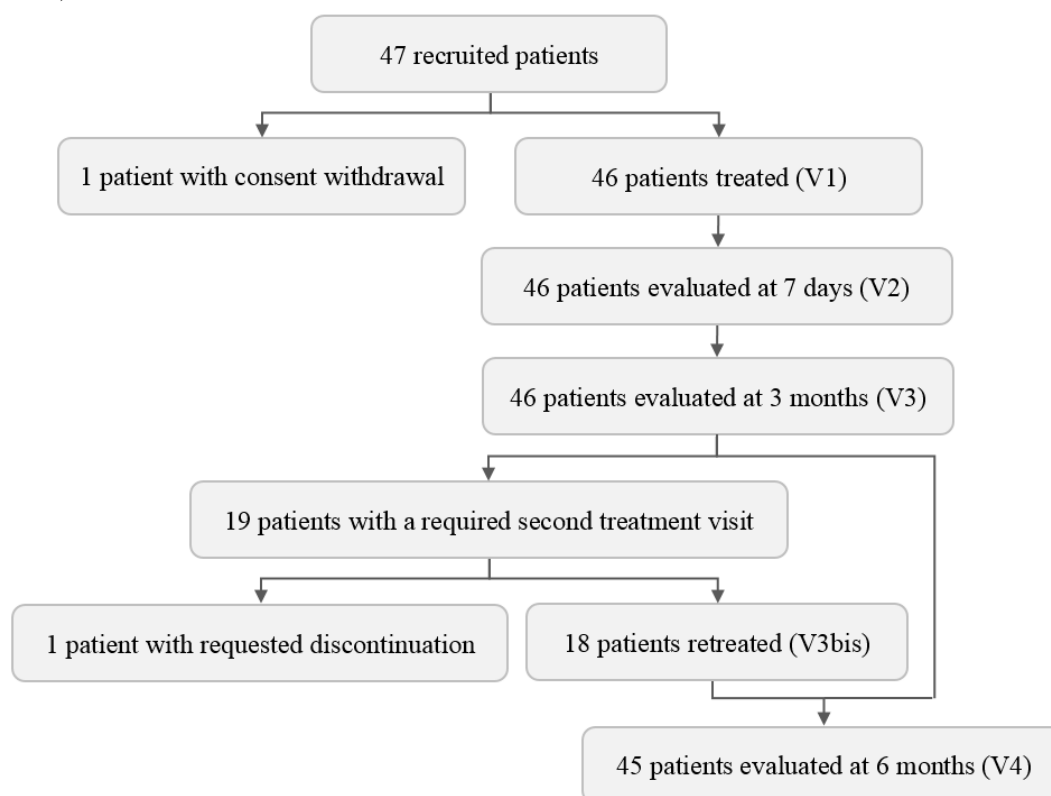 47 recruited patients
1 patient with consent withdrawal
46 patients treated (V1)
46 patients evaluated at 7 days (V2)
46 patients evaluated at 3 months (V3)
19 patients with a required second treatment visit
1 patient with requested discontinuation
18 patients retreated (V3bis)
45 patients evaluated at 6 months (V4)